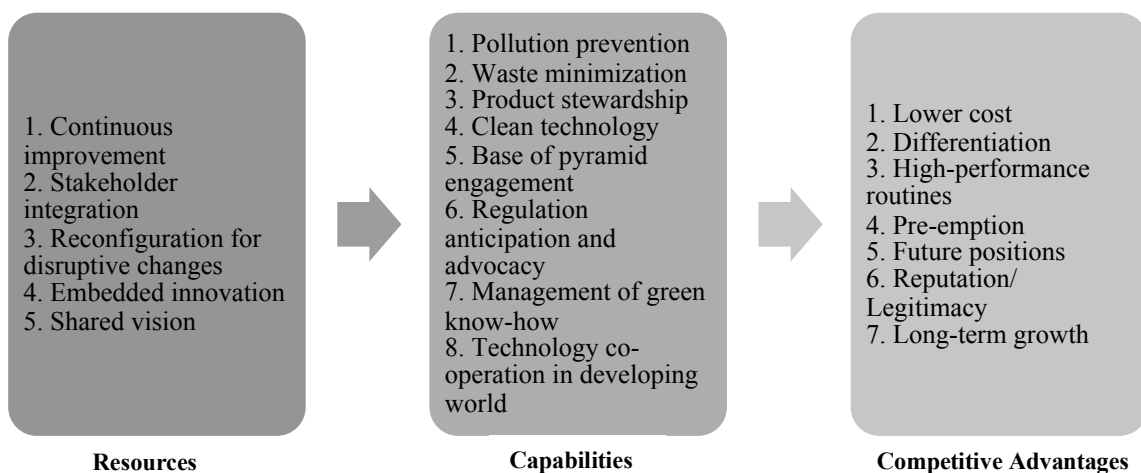 1. Continuous
improvement
2. Stakeholder
integration
3. Reconfiguration for
disruptive changes
4. Embedded innovation
5. Shared vision
Resources
1. Pollution prevention
2. Waste minimization
3. Product stewardship
4. Clean technology
5. Base of pyramid
engagement
6. Regulation
anticipation and
advocacy
7. Management of green
know-how
8. Technology co-
operation in developing
world
Capabilities
1. Lower cost
2. Differentiation
3. High-performance
routines
4. Pre-emption
5. Future positions
6. Reputation/
Legitimacy
7. Long-term growth
Competitive Advantages